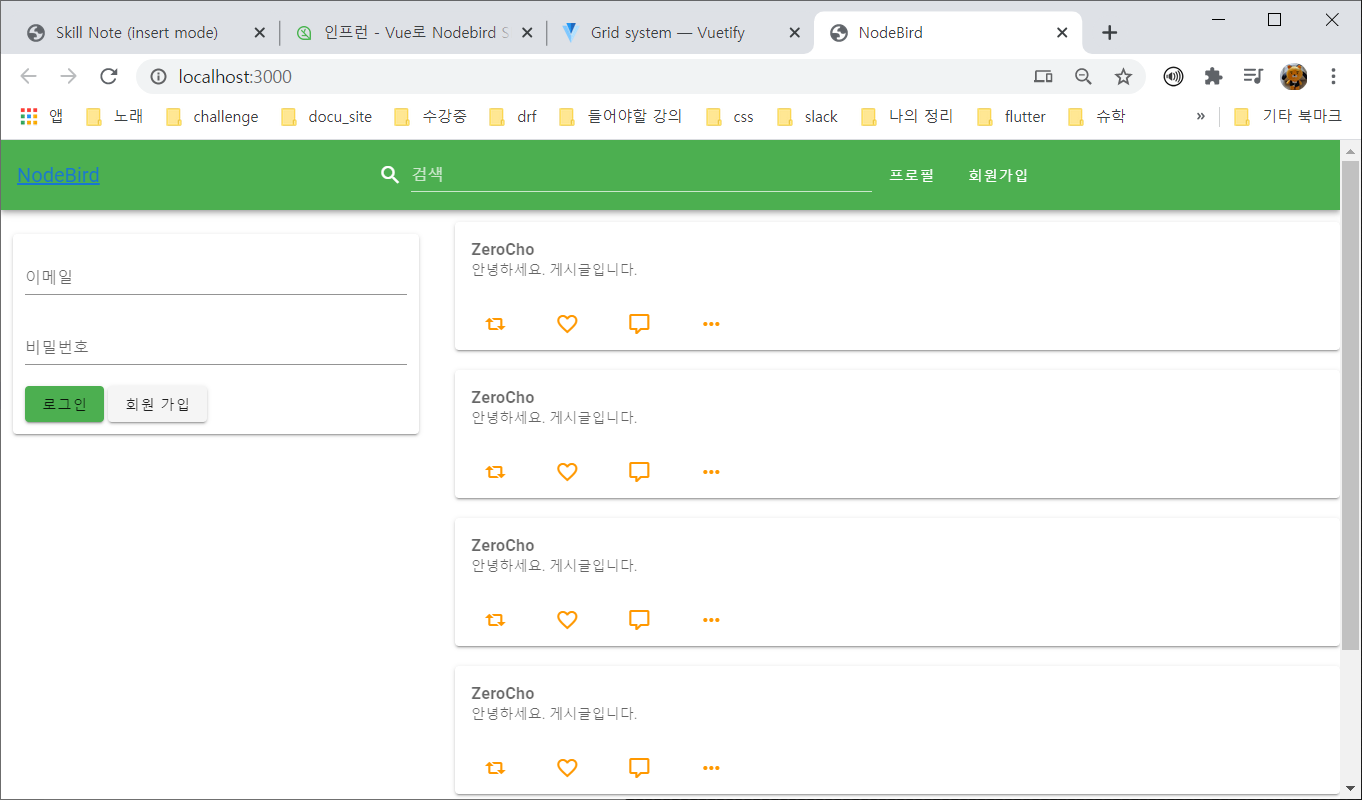 Skill Note (insert mode)
인프런 - Vue로 Nodebird S
Grid system — Vuetify
NodeBird
localhost:3000
앱
노래
challenge
docu_site
수강중
drf
들어야할 강의
css
slack
나의 정리
flutter
슈학
»
기타 북마크
NodeBird
검색
프로필
회원가입
이메일
비밀번호
로그인
회원 가입
ZeroCho
안녕하세요. 게시글입니다.
ZeroCho
안녕하세요. 게시글입니다.
ZeroCho
안녕하세요. 게시글입니다.
ZeroCho
안녕하세요. 게시글입니다.